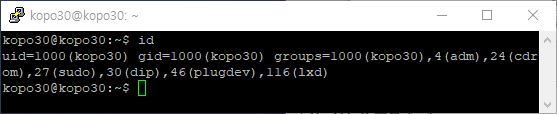 kopo30@kopo30: ~
kopo30@kopo30:~$ id
uid=1000(kopo30) gid=1000(kopo30) groups=1000(kopo30),4(adm),24(cdr
om),27(sudo),30(dip),46(plugdev),116(lxd)
kopo30@kopo30:~$